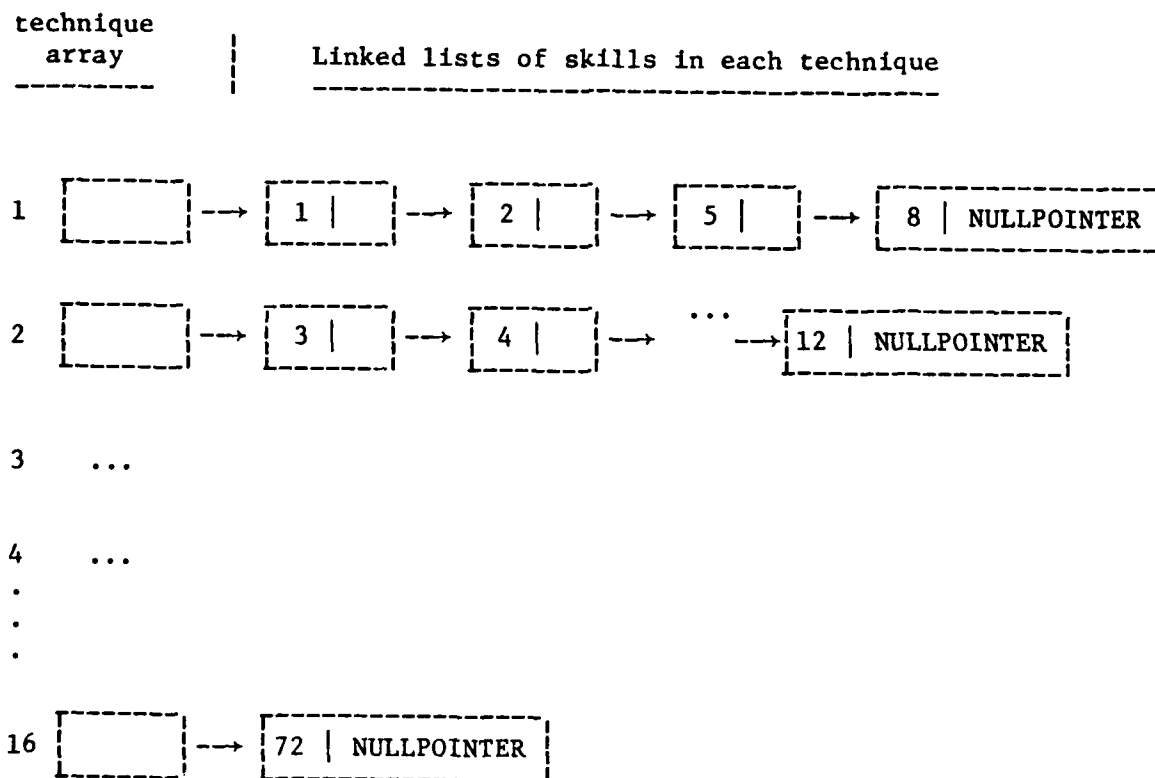 technique
array
Linked lists of skills in each technique
1 → 1 | → 2 | → 5 | → 8 | NULLPOINTER
2 → 3 | → 4 | → ... → 12 | NULLPOINTER
3 ...
4 ...
.
.
.
16 → 72 | NULLPOINTER